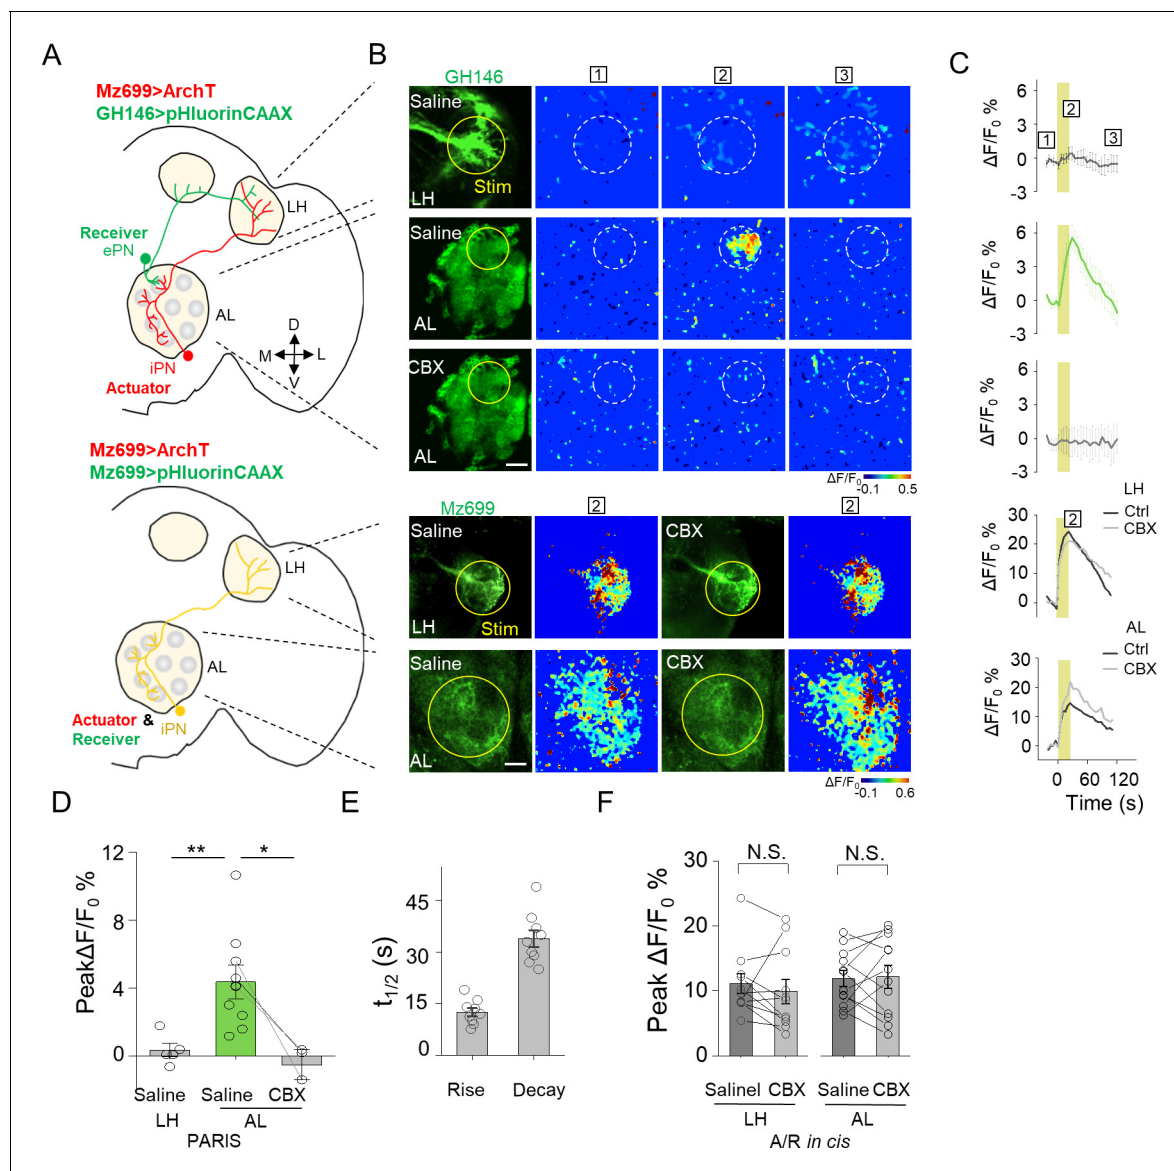 A
Mz699>ArchT
GH146>pHluorinCAAX
LH
Receiver
ePN
AL
D
M L
V
iPN
Actuator
Mz699>ArchT
Mz699>pHluorinCAAX
LH
AL
Actuator &
Receiver
iPN
B
GH146 1 2 3
Saline
Stim
LH
Saline
AL
CBX
AL
ΔF/F0
-0.1 0.5
Mz699 2 2
Saline CBX
LH Stim
Saline CBX
AL
ΔF/F0
-0.1 0.6
C
ΔF/F0 %
6
3
0
-3
1 2 3
ΔF/F0 %
6
3
0
-3
ΔF/F0 %
6
3
0
-3
LH
Ctrl
CBX
2
ΔF/F0 %
30
20
10
0
AL
Ctrl
CBX
ΔF/F0 %
30
20
10
0
0 60 120
Time (s)
D
PeakΔF/F0 %
12
8
4
0
** *
Saline Saline CBX
LH AL
PARIS
E
t1/2 (s)
45
30
15
0
Rise Decay
F
Peak ΔF/F0 %
30
20
10
0
N.S. N.S.
Salinel CBX Saline CBX
LH AL
A/R in cis